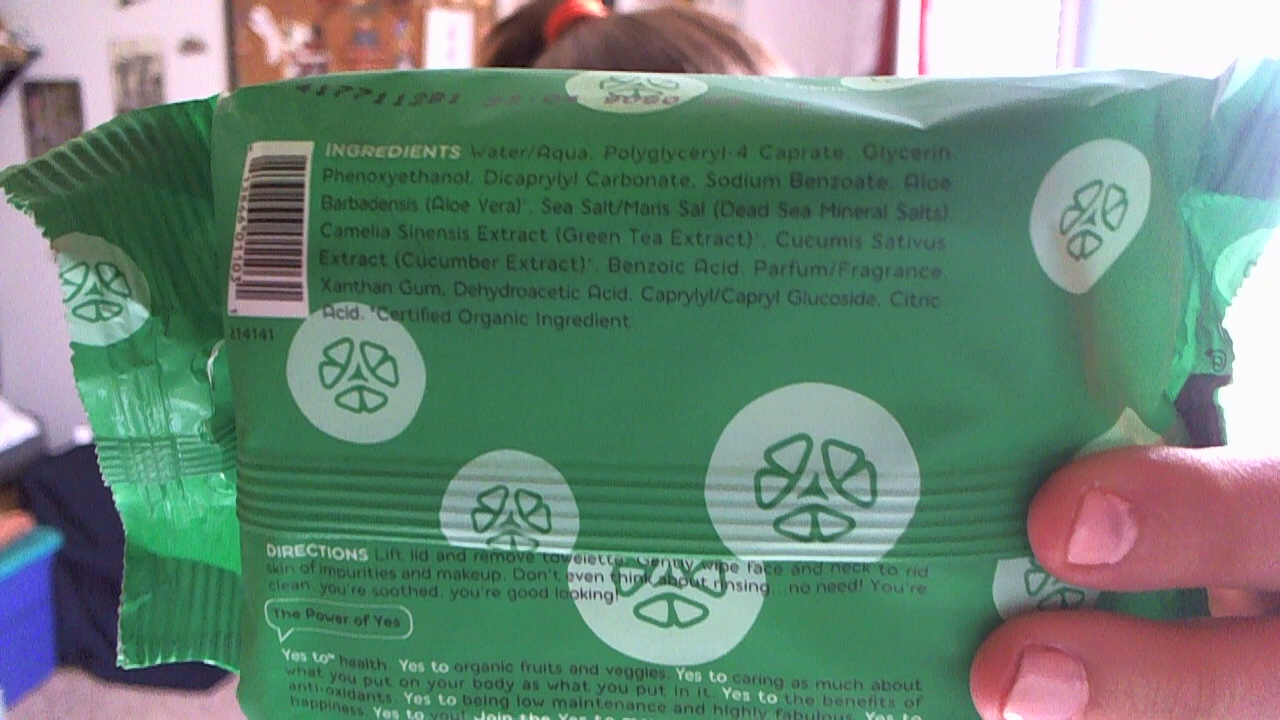 INGREDIENTS Water/Aqua, Polyglyceryl-4 Caprate, Glycerin,
Phenoxyethanol, Dicaprylyl Carbonate, Sodium Benzoate, Aloe
Barbadensis (Aloe Vera)*, Sea Salt/Maris Sal (Dead Sea Mineral Salts)
Camelia Sinensis Extract (Green Tea Extract)*, Cucumis Sativus
Extract (Cucumber Extract)*, Benzoic Acid, Parfum/Fragrance,
Xanthan Gum, Dehydroacetic Acid, Caprylyl/Capryl Glucoside, Citric
Acid. *Certified Organic Ingredient
214141
DIRECTIONS Lift lid and remove towelette. Gently wipe face and neck to rid
skin of impurities and makeup. Don't even think about rinsing...no need! You're
clean, you're soothed, you're good looking!
The Power of Yes
Yes to™ health. Yes to organic fruits and veggies. Yes to caring as much about
what you put on your body as what you put in it. Yes to the benefits of
anti-oxidants. Yes to being low maintenance and highly fabulous. Yes to
happiness. Yes to you! Join the Yes to